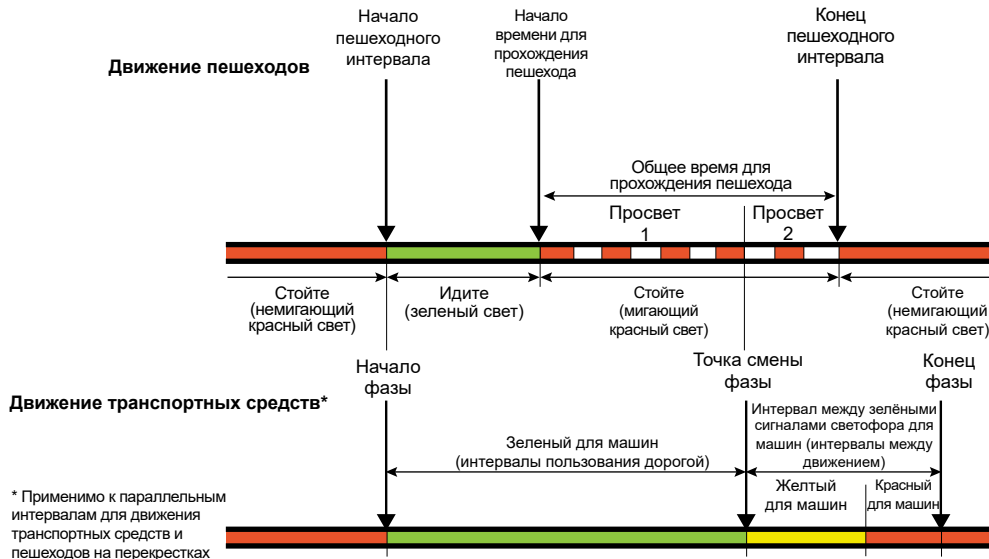 Начало
пешеходного
интервала
Начало
времени для
прохождения
пешехода
Конец
пешеходного
интервала
Движение пешеходов
Общее время для
прохождения пешехода
Просвет
1
Просвет
2
Стойте
(немигающий
красный свет)
Идите
(зеленый свет)
Стойте
(мигающий
красный свет)
Стойте
(немигающий
красный свет)
Начало
фазы
Точка смены
фазы
Конец
фазы
Движение транспортных средств*
Зеленый для машин
(интервалы пользования дорогой)
Интервал между зелёными
сигналами светофора для
машин (интервалы между
движением)
Желтый
для машин
Красный
для машин
* Применимо к параллельным
интервалам для движения
транспортных средств и
пешеходов на перекрестках